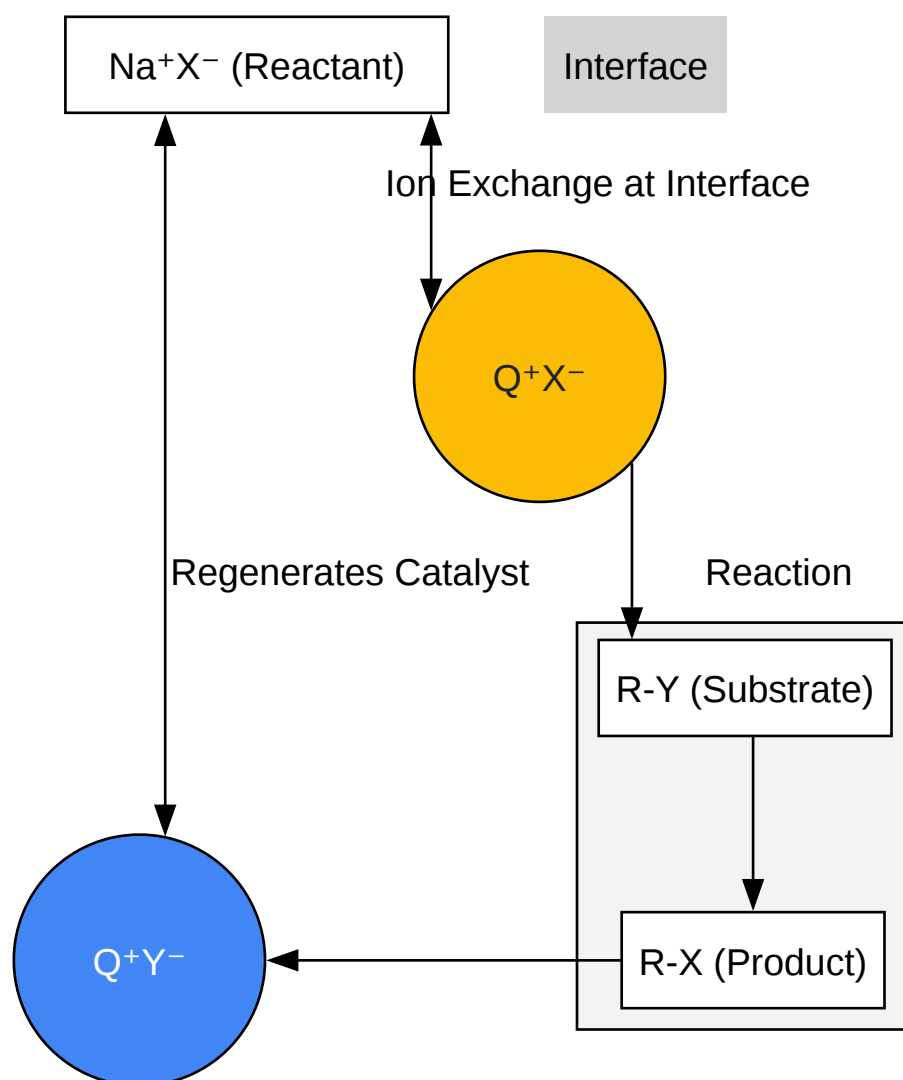 Na⁺X⁻ (Reactant)
Interface
Ion Exchange at Interface
Q⁺X⁻
Regenerates Catalyst
Reaction
R-Y (Substrate)
Q⁺Y⁻
R-X (Product)